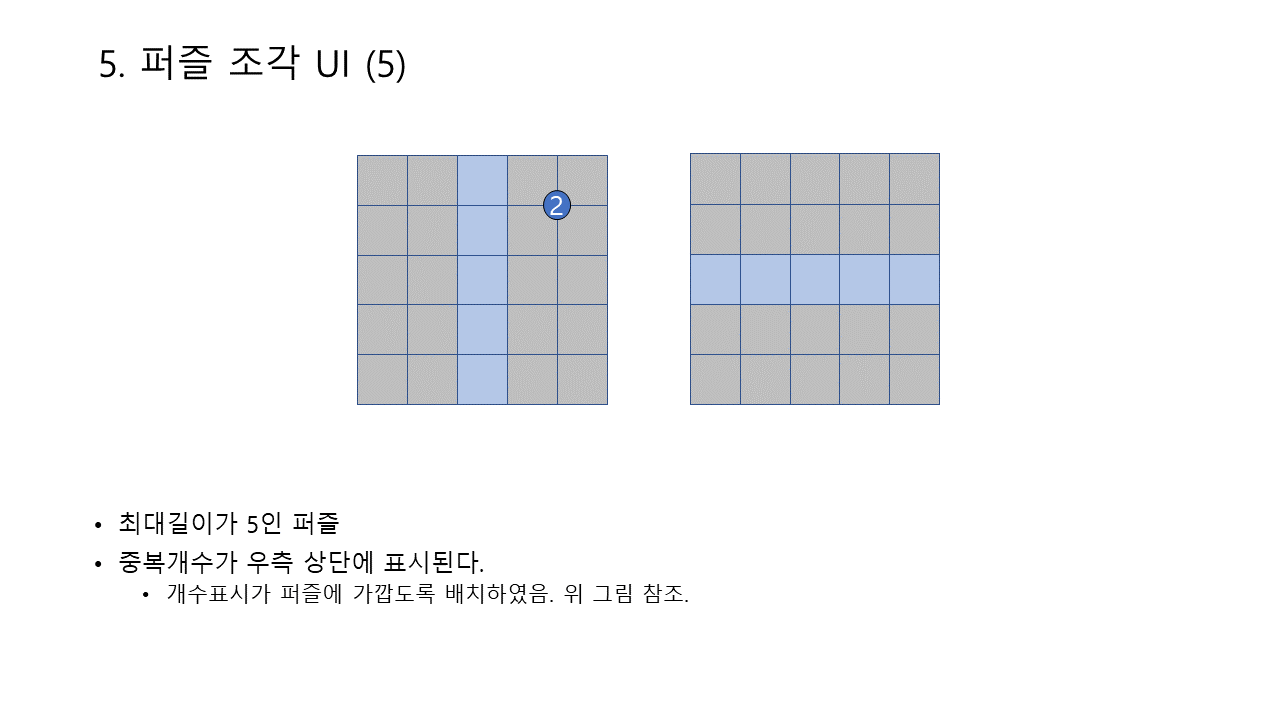 5. 퍼즐 조각 UI (5)
2
• 최대길이가 5인 퍼즐
• 중복개수가 우측 상단에 표시된다.
• 개수표시가 퍼즐에 가깝도록 배치하였음. 위 그림 참조.